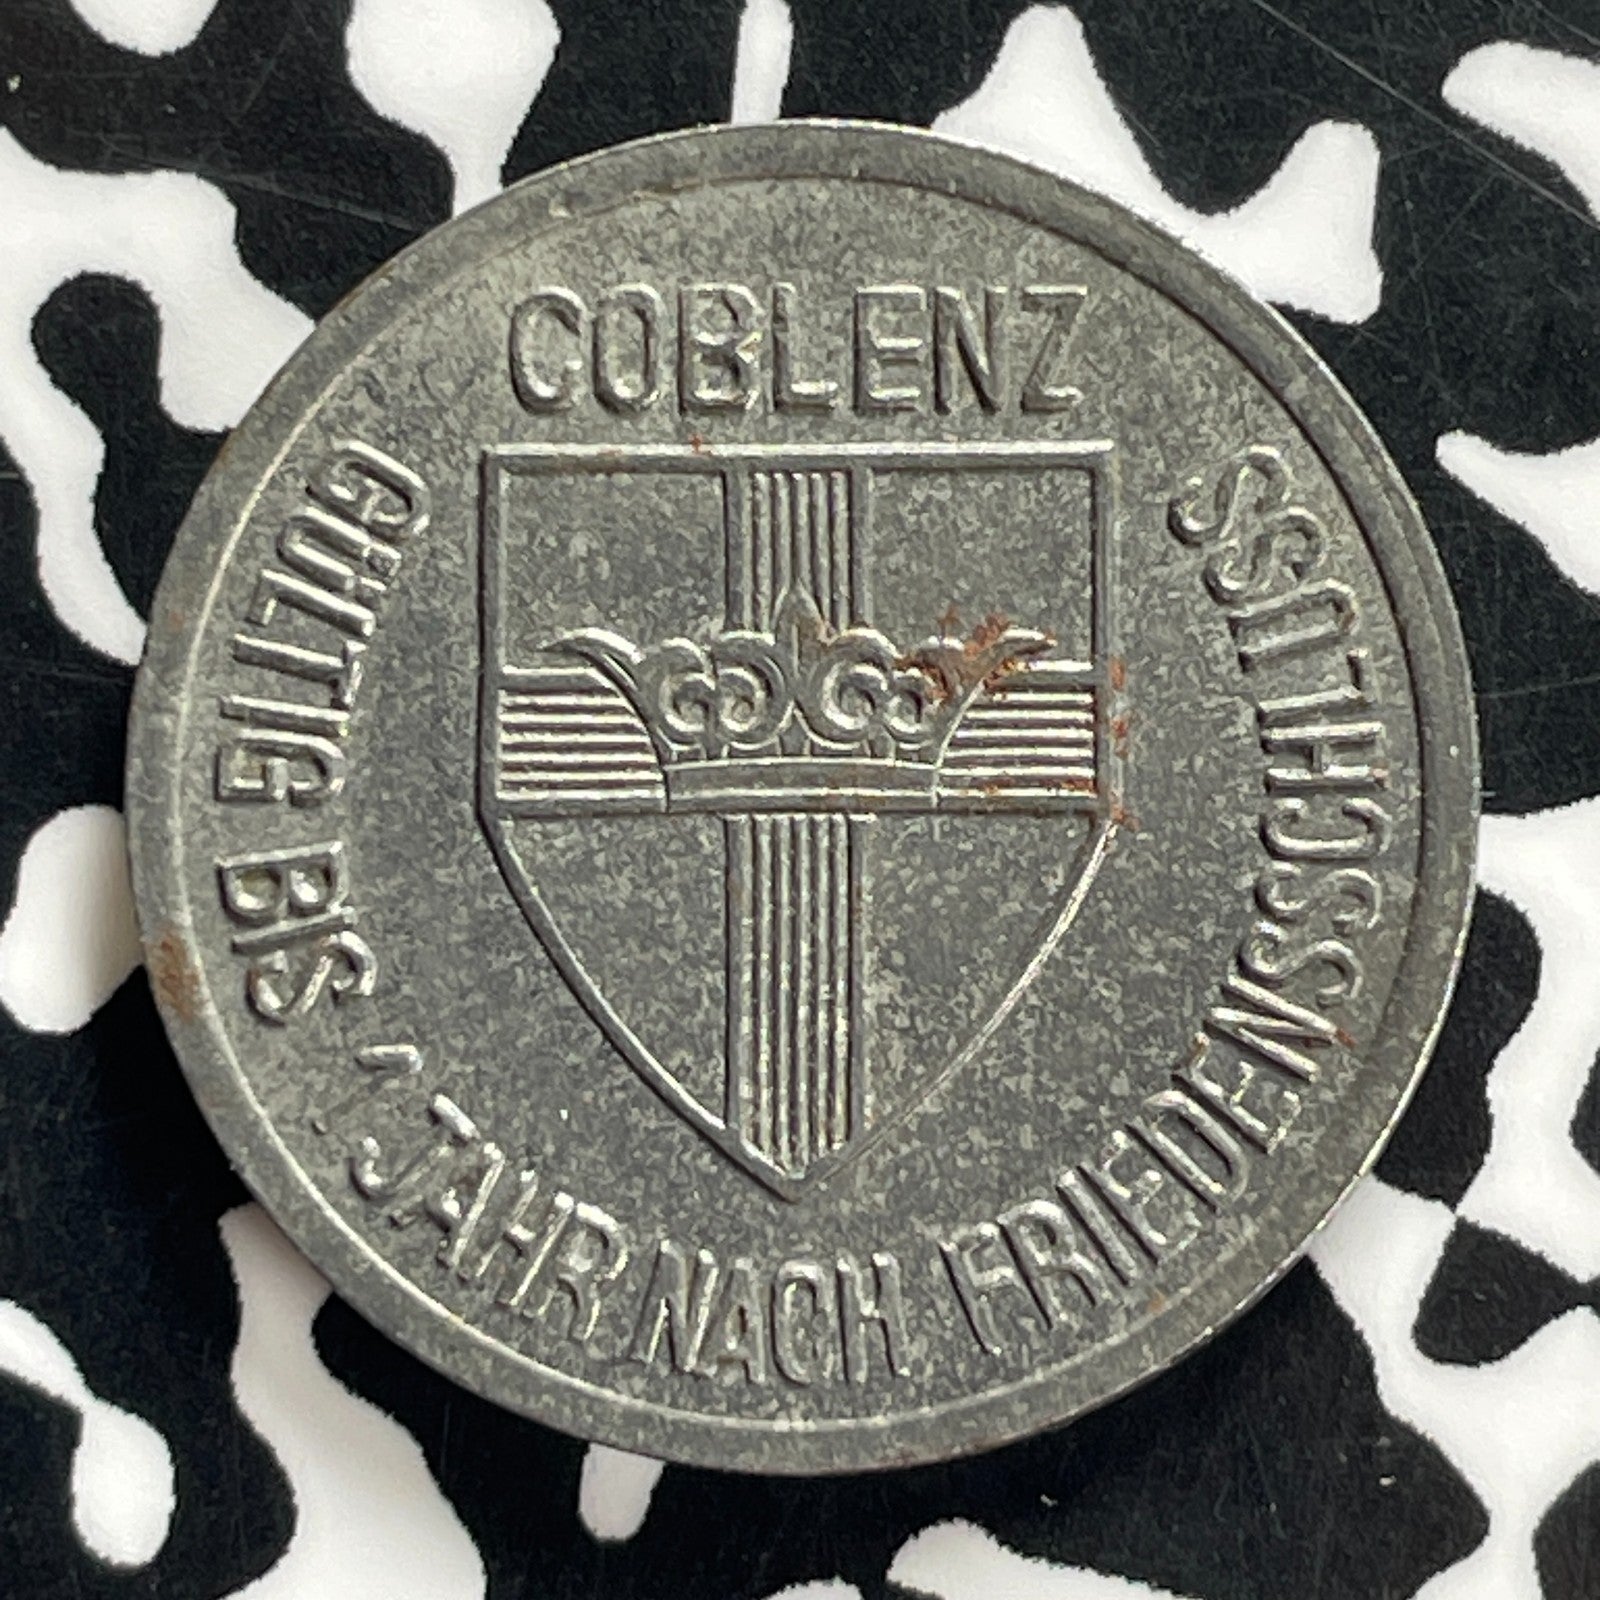 COBLENZ
GÜLTIG BIS 1 JAHR NACH FRIEDENSSCHLUSS